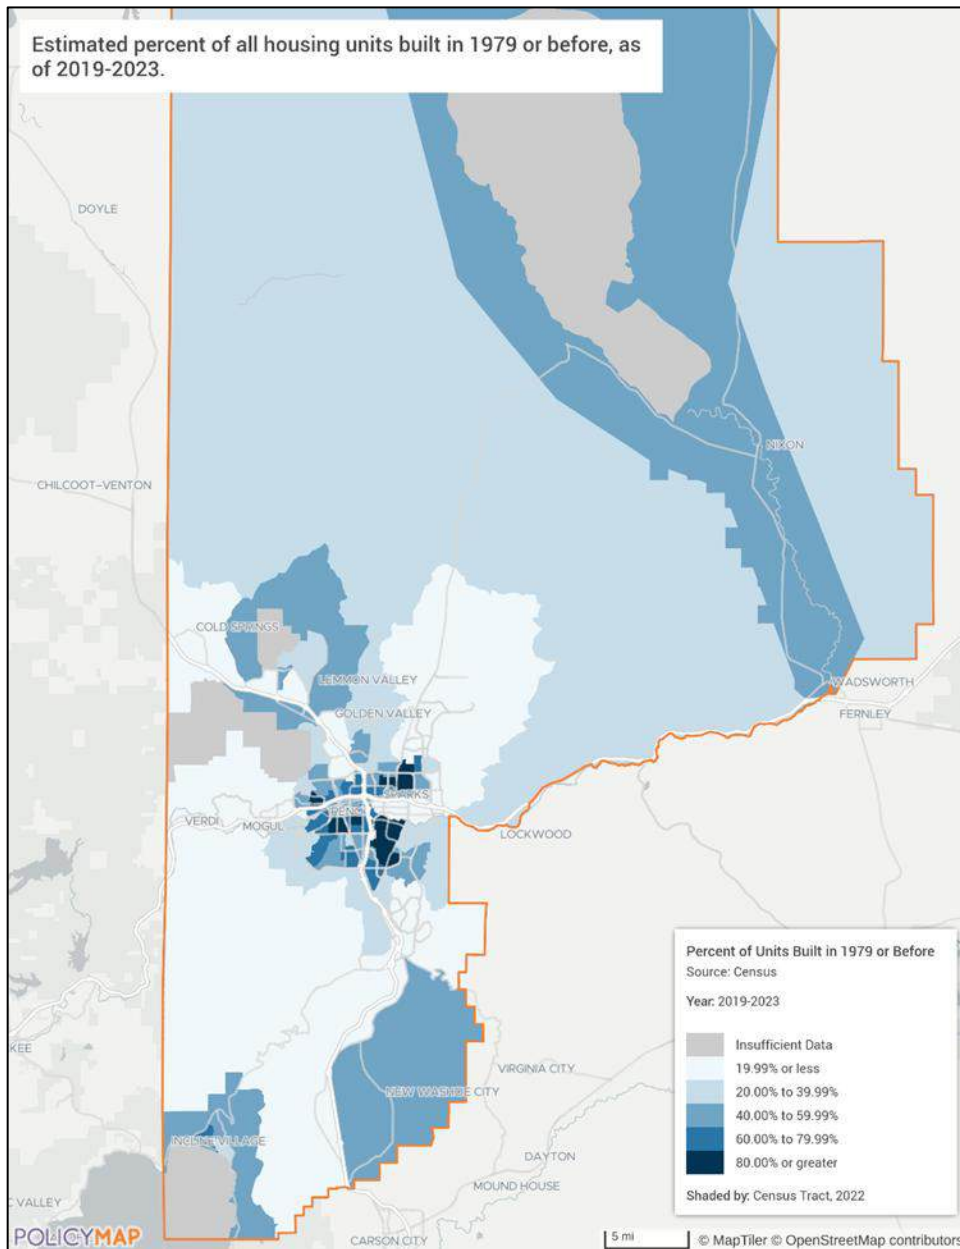 Estimated percent of all housing units built in 1979 or before, as
of 2019-2023.
DOYLE
NIXON
CHILCOOT-VENTON
COLD SPRINGS
LEMMON VALLEY
WADSWORTH
GOLDEN VALLEY
FERNLEY
SPARKS
RENO
VERDI
MOGUL
LOCKWOOD
Percent of Units Built in 1979 or Before
Source: Census
Year: 2019-2023
Insufficient Data
19.99% or less
20.00% to 39.99%
40.00% to 59.99%
60.00% to 79.99%
80.00% or greater
Shaded by: Census Tract, 2022
KEE
VIRGINIA CITY
NEW WASHOE CITY
INCLINE VILLAGE
DAYTON
MOUND HOUSE
C VALLEY
CARSON CITY
POLICYMAP
5 mi
© MapTiler © OpenStreetMap contributors